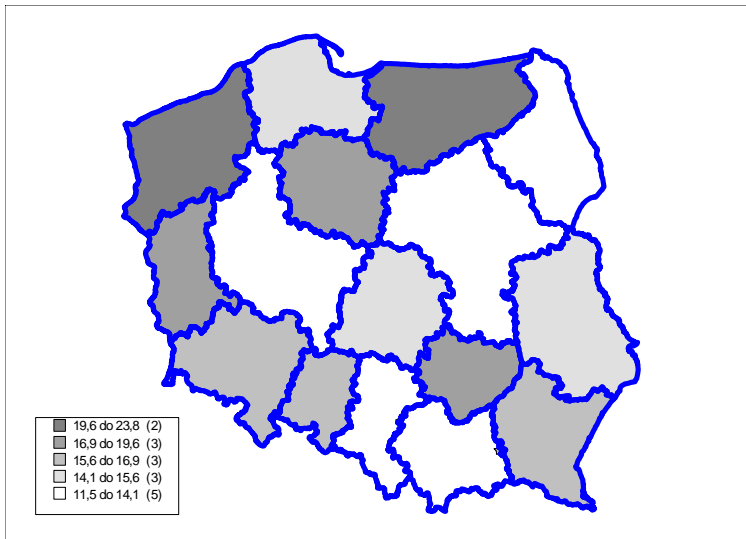 19,6 do 23,8 (2)
16,9 do 19,6 (3)
15,6 do 16,9 (3)
14,1 do 15,6 (3)
11,5 do 14,1 (5)